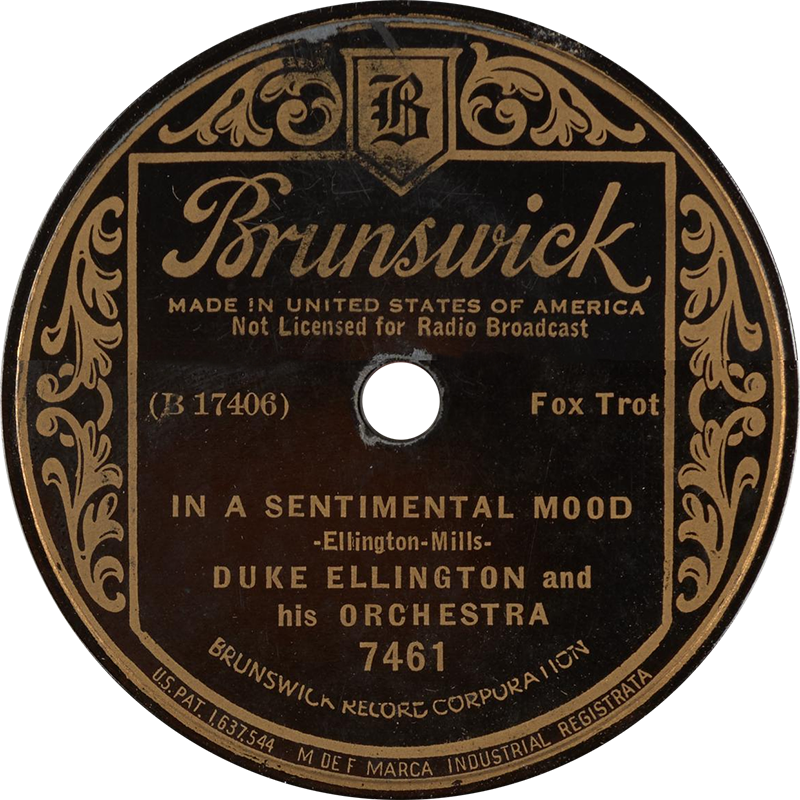 B
Brunswick
MADE IN UNITED STATES OF AMERICA
Not Licensed for Radio Broadcast
(B 17406)
Fox Trot
IN A SENTIMENTAL MOOD
-Ellington-Mills-
DUKE ELLINGTON and
his ORCHESTRA
7461
BRUNSWICK RECORD CORPORATION
U.S. PAT. 1,637,544 M DE F MARCA INDUSTRIAL REGISTRATA